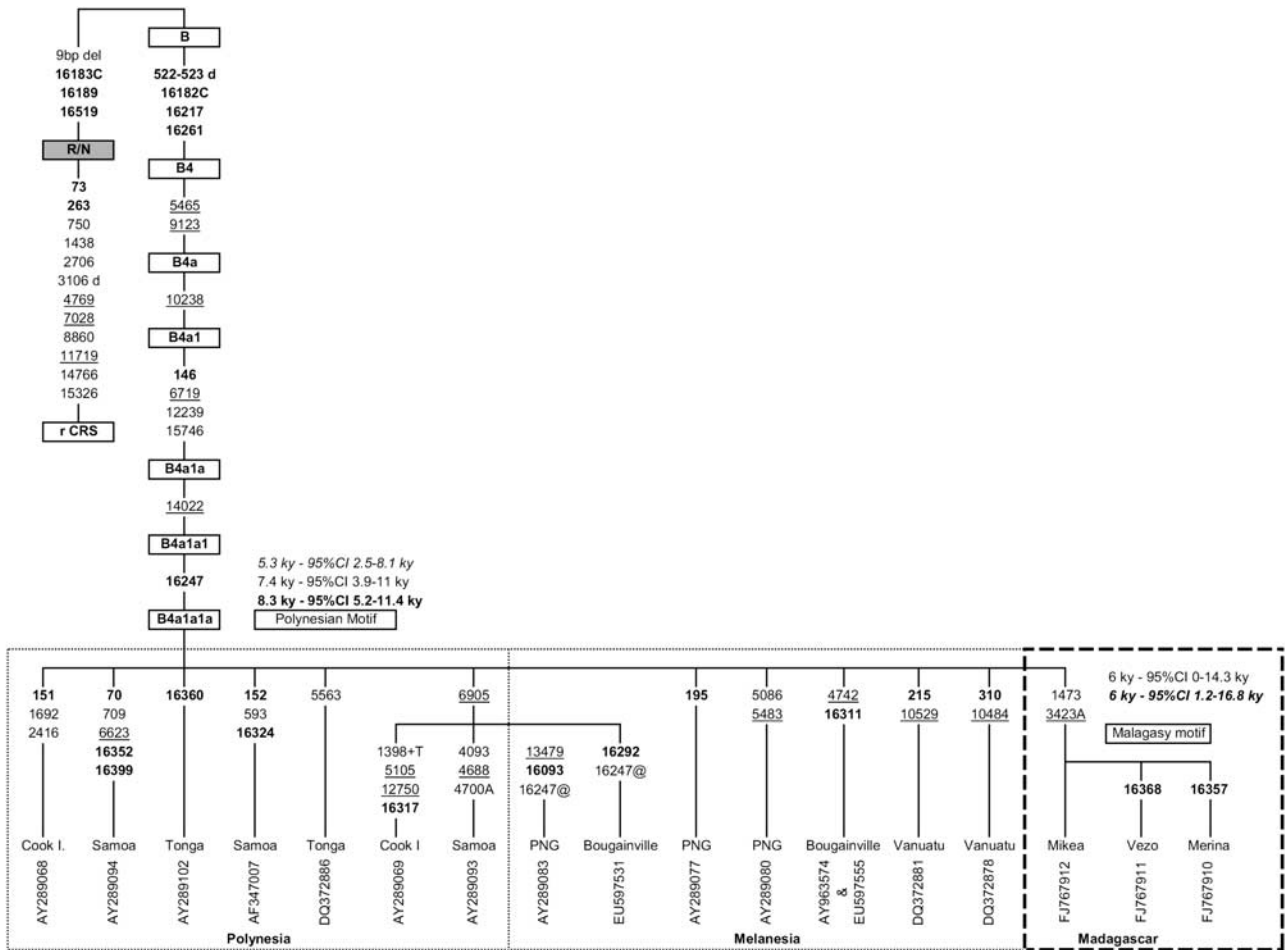 B
9bp del
16183C
16189
16519
522-523 d
16182C
16217
16261
R/N
B4
73
263
750
1438
2706
3106 d
4769
7028
8860
11719
14766
15326
r CRS
5465
9123
B4a
10238
B4a1
146
6719
12239
15746
B4a1a
14022
B4a1a1
16247
B4a1a1a
5.3 ky - 95%CI 2.5-8.1 ky
7.4 ky - 95%CI 3.9-11 ky
8.3 ky - 95%CI 5.2-11.4 ky
Polynesian Motif
151
1692
2416
Cook I.
AY289068
70
709
6623
16352
16399
Samoa
AY289094
16360
Tonga
AY289102
152
593
16324
Samoa
AF347007
5563
Tonga
DQ372886
6905
1398+T
5105
12750
16317
Cook I
AY289069
4093
4688
4700A
Samoa
AY289093
Polynesia
13479
16093
16247@
PNG
AY289083
16292
16247@
Bougainville
EU597531
195
PNG
AY289077
5086
5483
PNG
AY289080
4742
16311
Bougainville
AY963574
&
EU597555
215
10529
Vanuatu
DQ372881
310
10484
Vanuatu
DQ372878
Melanesia
1473
3423A
6 ky - 95%CI 0-14.3 ky
6 ky - 95%CI 1.2-16.8 ky
Malagasy motif
Mikea
FJ767912
16368
Vezo
FJ767911
16357
Merina
FJ767910
Madagascar